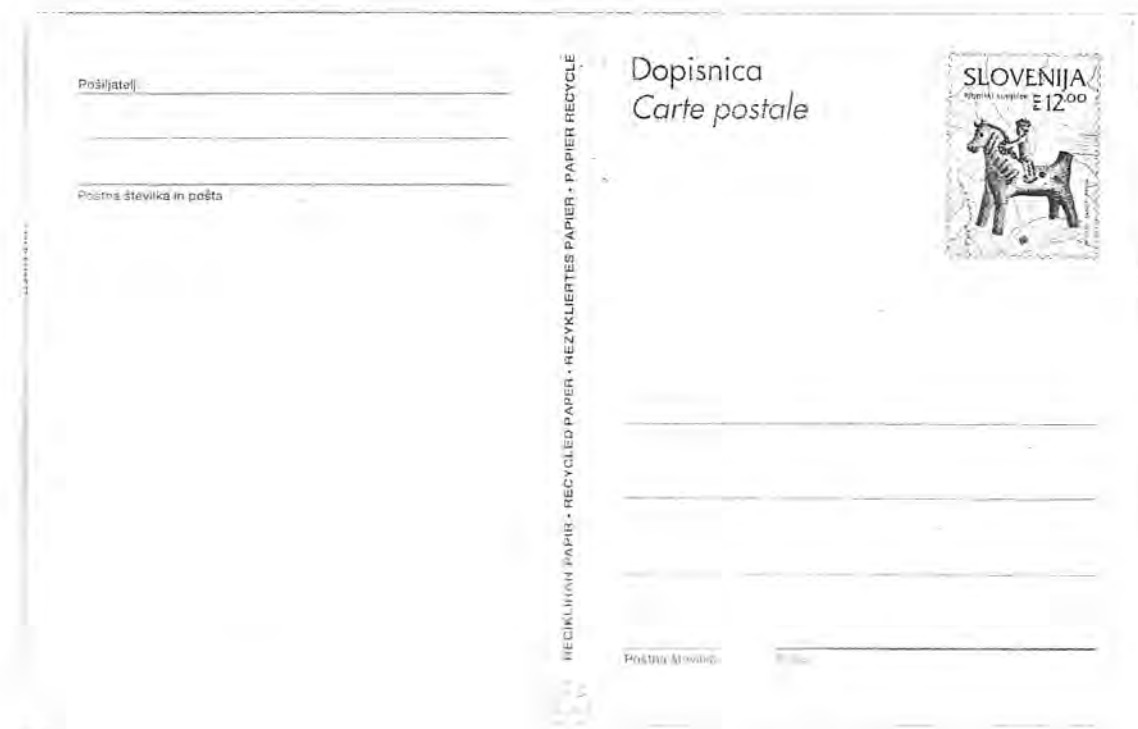 Pošiljatelj:
Poštna številka in pošta
RECIKLIRAN PAPIR • RECYCLED PAPER • REZYKLIERTES PAPIER • PAPIER RECYCLE
Dopisnica
Carte postale
SLOVENIJA
12.00
Poštna številka